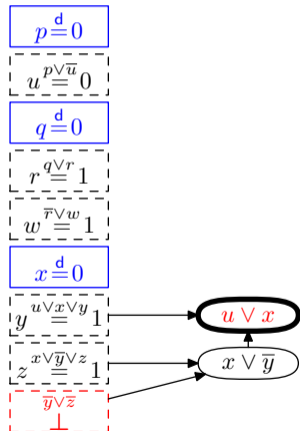 p d= 0
u p∨u̅= 0
q d= 0
r q∨r= 1
w r̅∨w= 1
x d= 0
y u∨x∨y= 1
u ∨ x
z x∨y̅∨z= 1
x ∨ y̅
y̅∨z̅
⊥